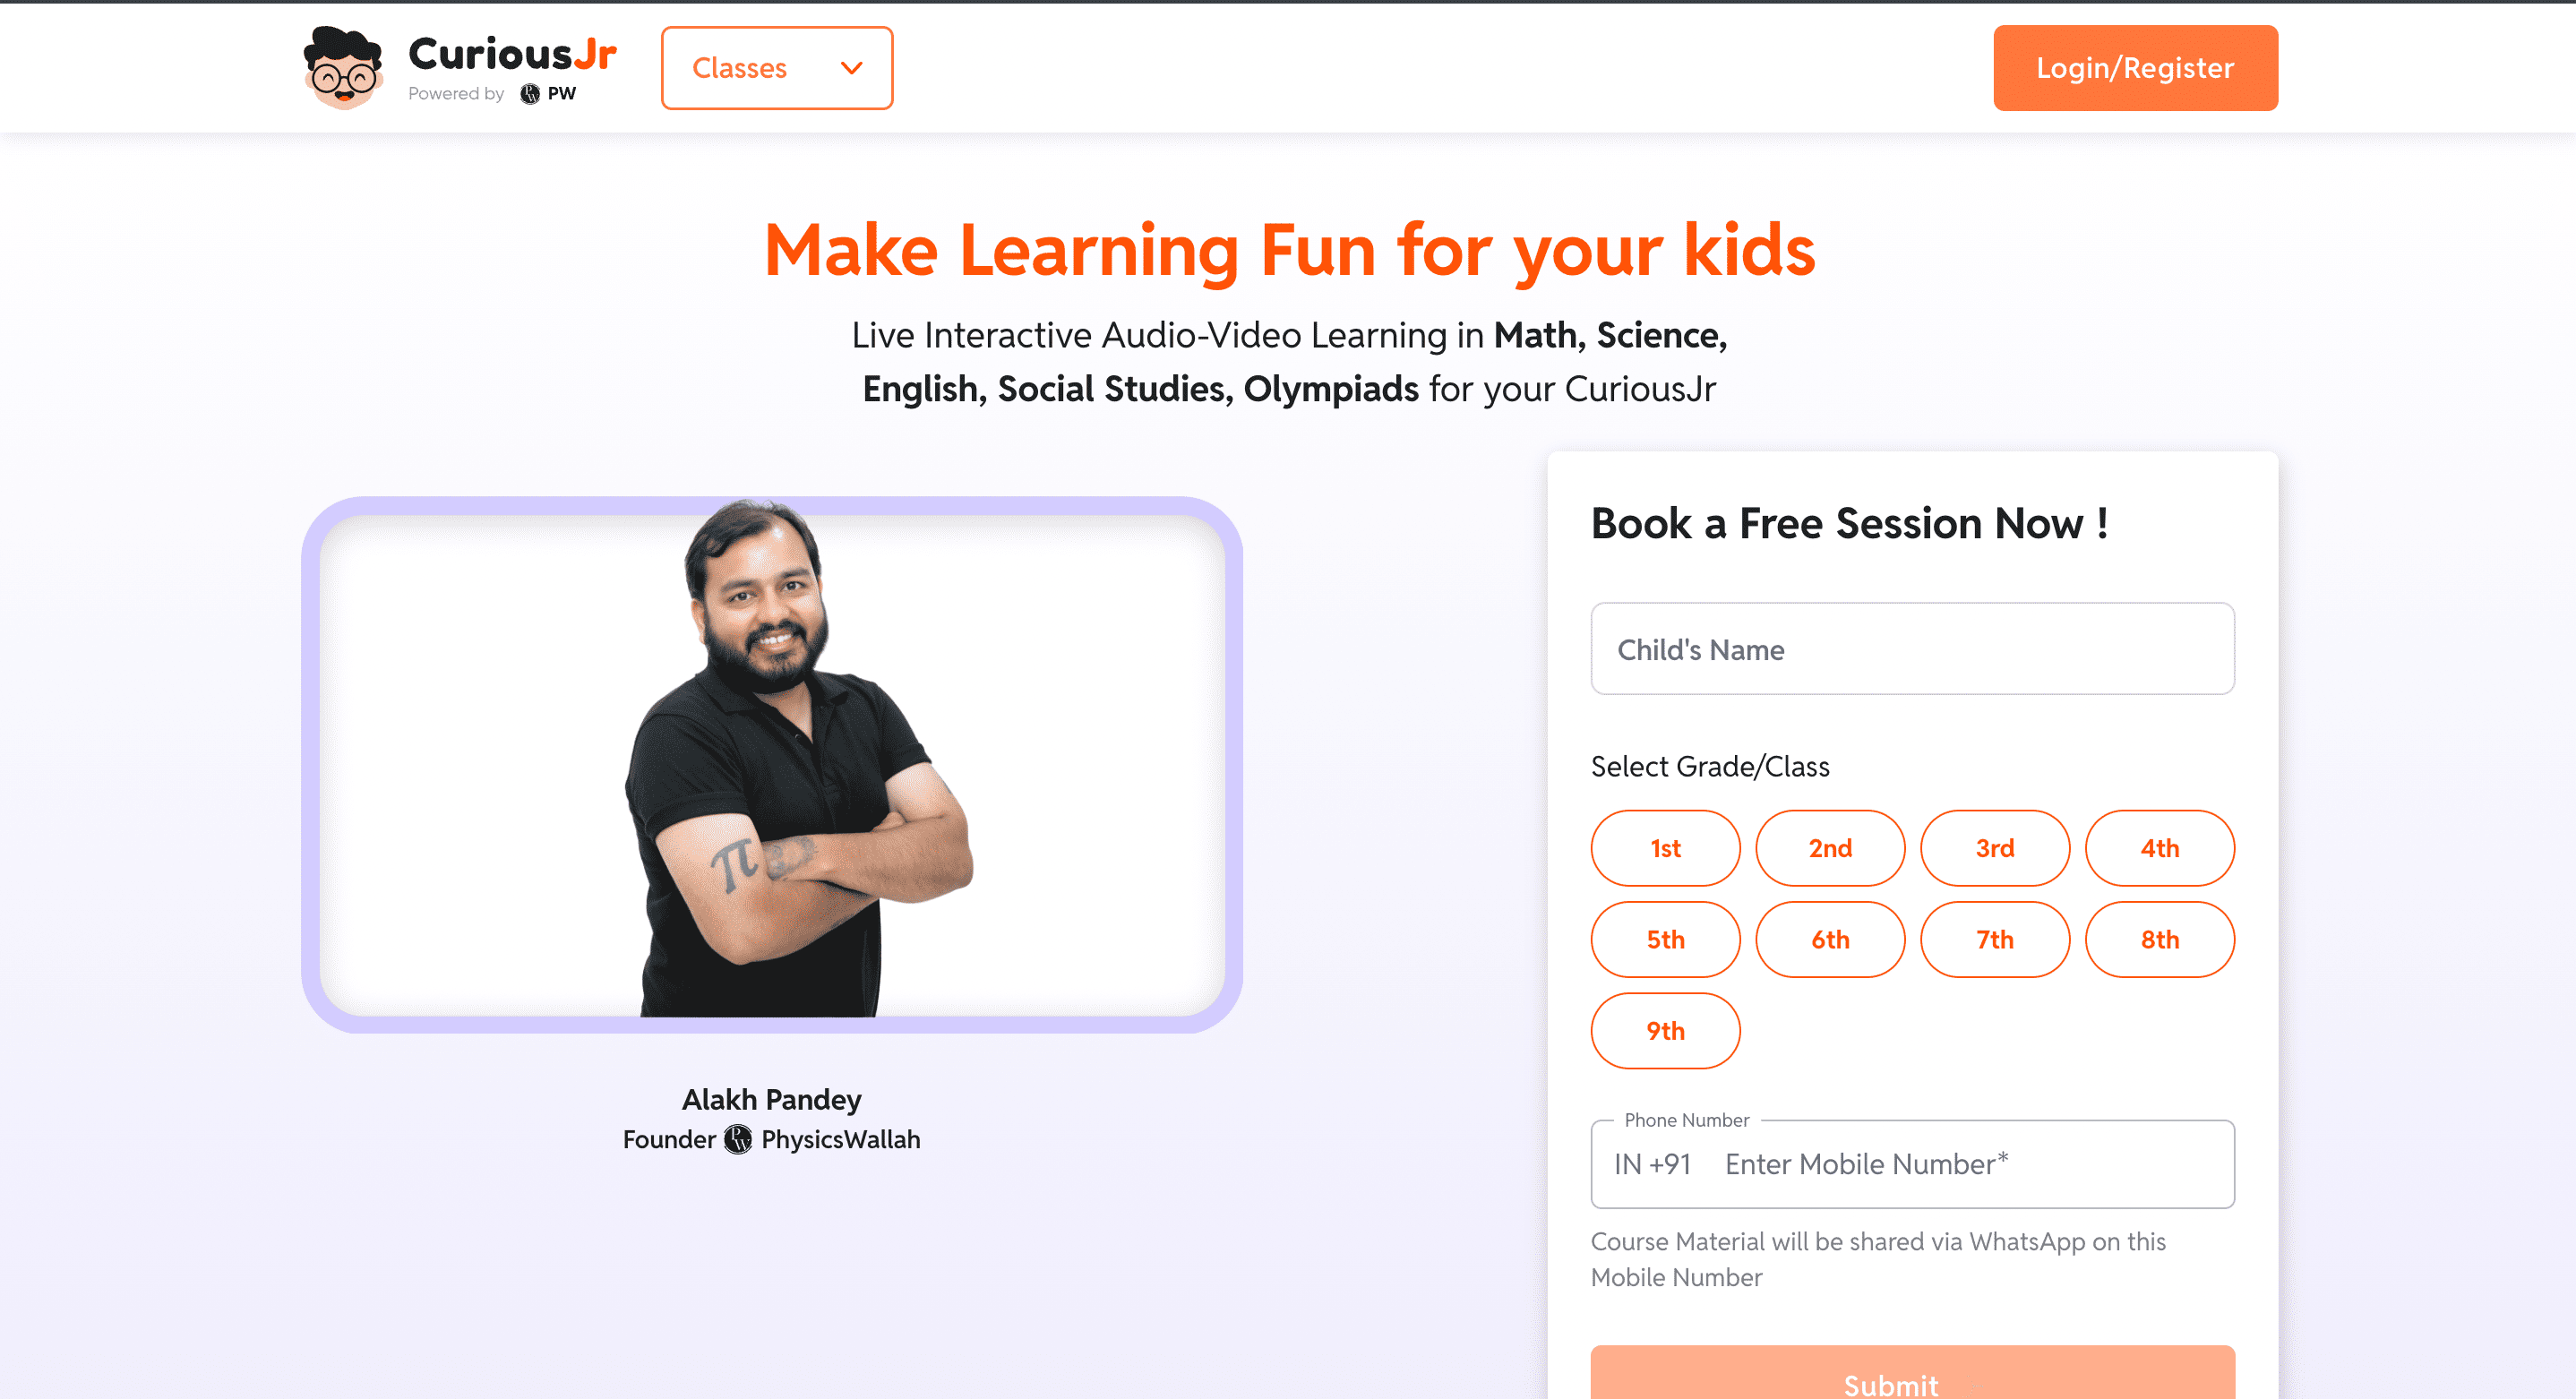 CuriousJr
Powered by PW
Classes
Login/Register
Make Learning Fun for your kids
Live Interactive Audio-Video Learning in Math, Science,
English, Social Studies, Olympiads for your CuriousJr
π
Alakh Pandey
Founder PW PhysicsWallah
Book a Free Session Now !
Child's Name
Select Grade/Class
1st 2nd 3rd 4th
5th 6th 7th 8th
9th
Phone Number
IN +91 Enter Mobile Number*
Course Material will be shared via WhatsApp on this
Mobile Number
Submit